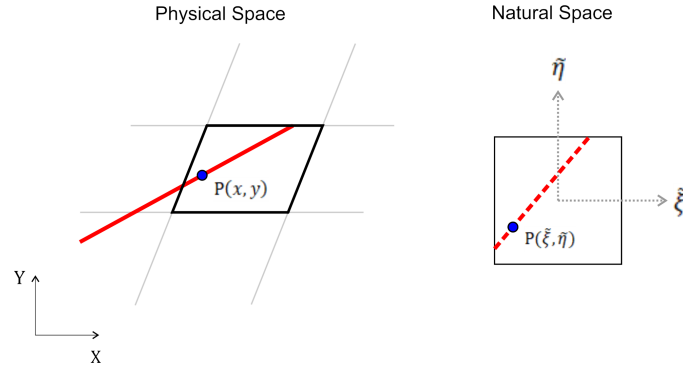 Physical Space
Natural Space
η̃
P(x, y)
ξ̃
P(ξ̃, η̃)
Y
X